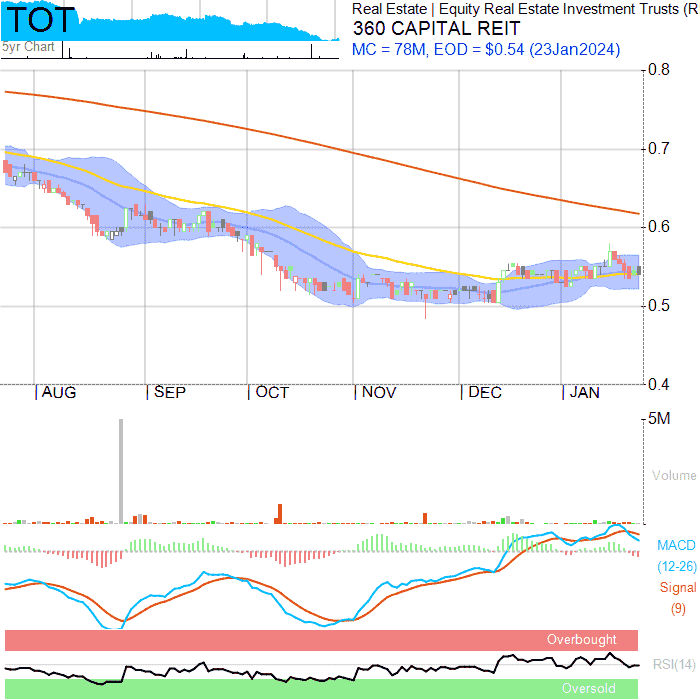 TOT
5yr Chart
Real Estate | Equity Real Estate Investment Trusts (R
360 CAPITAL REIT
MC = 78M, EOD = $0.54 (23Jan2024)
0.8
0.7
0.6
0.5
0.4
AUG SEP OCT NOV DEC JAN
5M
Volume
MACD
(12-26)
Signal
(9)
Overbought
RSI(14)
Oversold